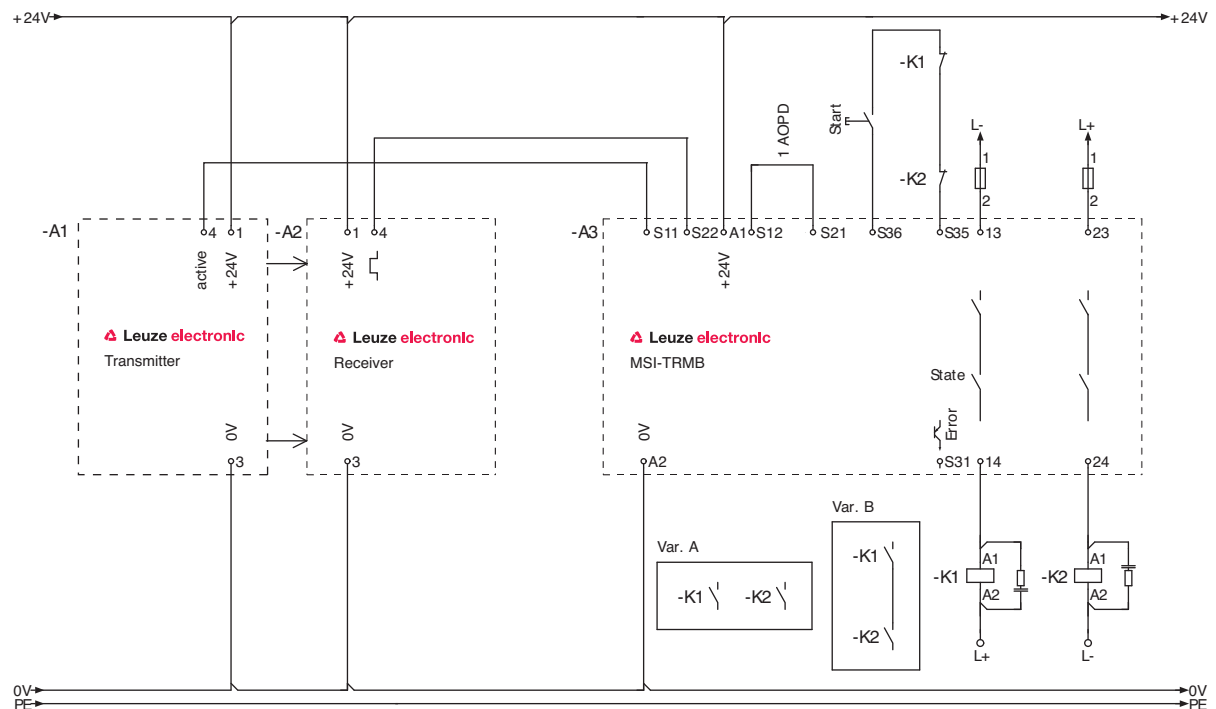 +24V
+24V
-K1
1 AOPD
Start
L-
L+
1
1
-K2
2
2
-A1
4
1
-A2
1
4
-A3
S11
S22
A1
S12
S21
S36
S35
13
23
active
+24V
+24V
+24V
Leuze electronic
Leuze electronic
Leuze electronic
Transmitter
Receiver
MSI-TRMB
State
Error
0V
0V
0V
3
3
A2
S31
14
24
Var. A
Var. B
-K1
-K2
-K1
-K2
-K1
A1
A2
-K2
A1
A2
L+
L-
0V
0V
PE
PE